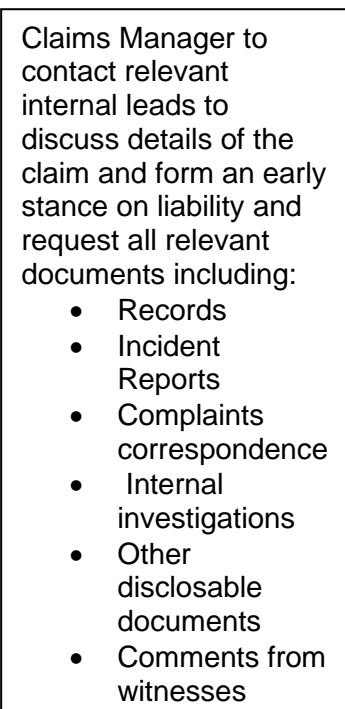 Claims Manager to
contact relevant
internal leads to
discuss details of the
claim and form an early
stance on liability and
request all relevant
documents including:
• Records
• Incident
Reports
• Complaints
correspondence
• Internal
investigations
• Other
disclosable
documents
• Comments from
witnesses